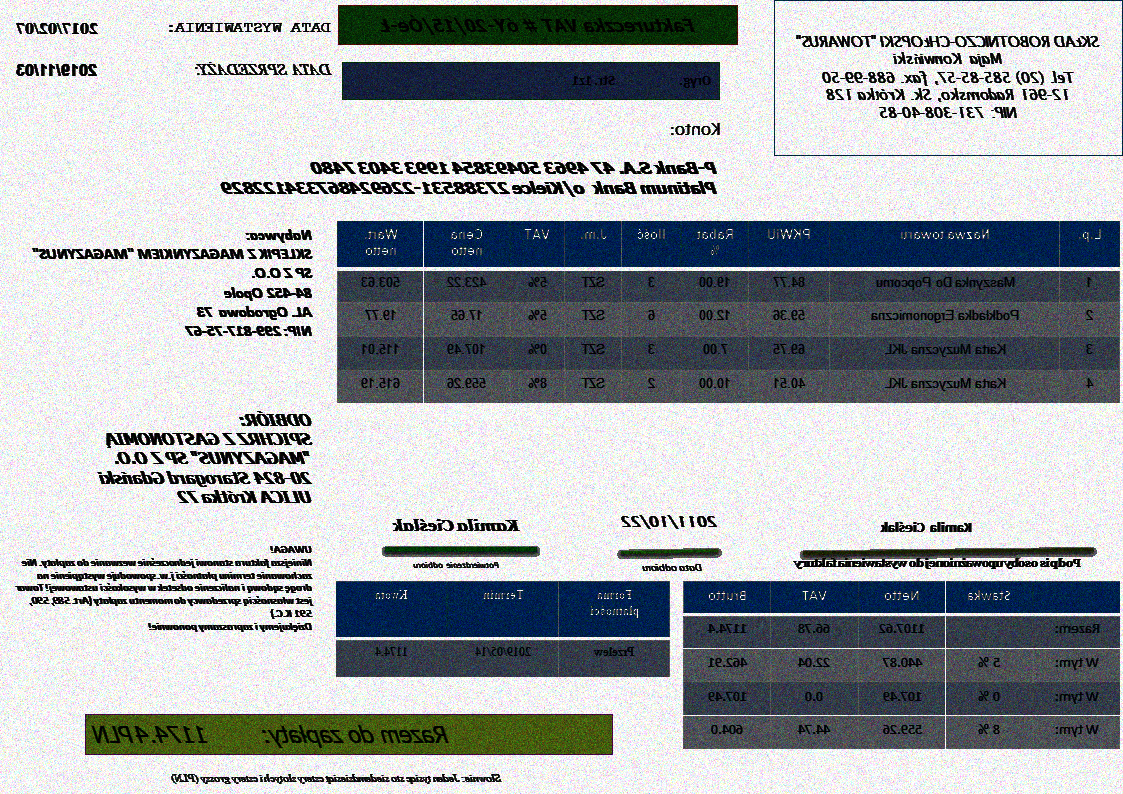 SKŁAD ROBOTNICZO-CHŁOPSKI "TOWARUS"
Maja Konwiński
Tel. (20) 585-85-57, fax. 688-99-50
12-961 Radomsko, Sk. Krótka 128
NIP: 731-308-40-85
Faktureczka VAT # 6Y-20/15/Oe-L
Oryg. Str. 1z1
DATA WYSTAWIENIA: 2017/02/07
DATA SPRZEDAŻY: 2019/11/03
Konto:
P-Bank S.A. 47 4963 5049 3854 1993 3403 7480
Platinum Bank o/Kielce 27388531-2269248673341 22829
L.p. Nazwa towaru PKWiU Rabat % Ilość J.m. VAT Cena netto Wart. netto
1 Maszynka Do Popcornu 84.77 19.00 3 SZT 5% 423.22 503.63
2 Podkładka Ergonomiczna 59.36 12.00 6 SZT 5% 17.65 19.77
3 Karta Muzyczna JKL 69.75 7.00 3 SZT 0% 107.49 115.01
4 Karta Muzyczna JKL 40.51 10.00 2 SZT 8% 559.26 615.19
Nabywca:
SKLEPIK Z MAGAZYNKIEM "MAGAZYNUS"
SP Z O.O.
84-452 Opole
AL. Ogrodowa 73
NIP: 299-817-75-67
ODBIÓR:
SPICHRZ Z GASTONOMIĄ
"MAGAZYNUS" SP Z O.O.
20-624 Starogard Gdański
ULICA Krótka 72
Kamila Cieślak
Podpis osoby upoważnionej do wystawienia faktury
2011/10/22
Data odbioru
Kamila Cieślak
Potwierdzenie odbioru
UWAGA!
Niniejsza faktura stanowi jednocześnie wezwanie do zapłaty. Nie
zachowanie terminu płatności j.w. spowoduje wystąpienie na
drogę sądową i naliczenie odsetek w wysokości ustawowej! Towar
jest własnością sprzedawcy do momentu zapłaty (Art. 589, 590,
591 K.C.)
Dziękujemy i zapraszamy ponownie!
Stawka Netto VAT Brutto
Razem: 1107.62 66.78 1174.4
W tym: 5 % 440.87 22.04 462.91
W tym: 0 % 107.49 0.0 107.49
W tym: 8 % 559.26 44.74 604.0
Forma płatności Termin Kwota
Przelew 2019/05/14 1174.4
Razem do zapłaty: 1174.4 PLN
Słownie: Jeden tysiąc sto siedemdziesiąt cztery złotych i cztery groszy (PLN)